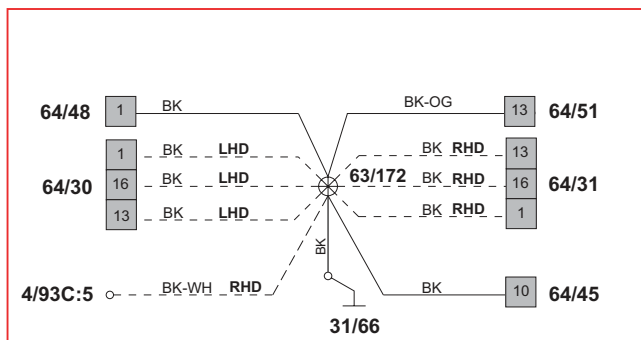 64/48 1 BK BK-OG 13 64/51
1 BK LHD BK RHD 13
64/30 16 BK LHD 63/172 BK RHD 16 64/31
13 BK LHD BK RHD 1
BK
4/93C:5 BK-WH RHD BK 10 64/45
31/66